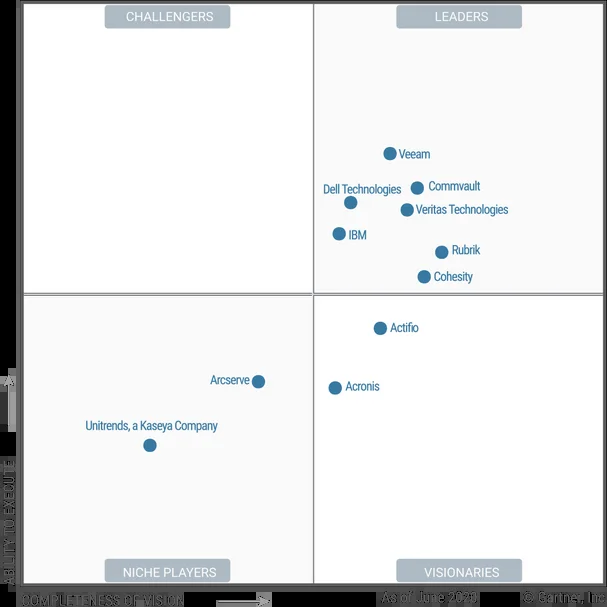 CHALLENGERS
LEADERS
Veeam
Dell Technologies
Commvault
Veritas Technologies
IBM
Rubrik
Cohesity
Actifio
Arcserve
Acronis
Unitrends, a Kaseya Company
NICHE PLAYERS
VISIONARIES
ABILITY TO EXECUTE
COMPLETENESS OF VISION
As of June 2020
© Gartner, Inc